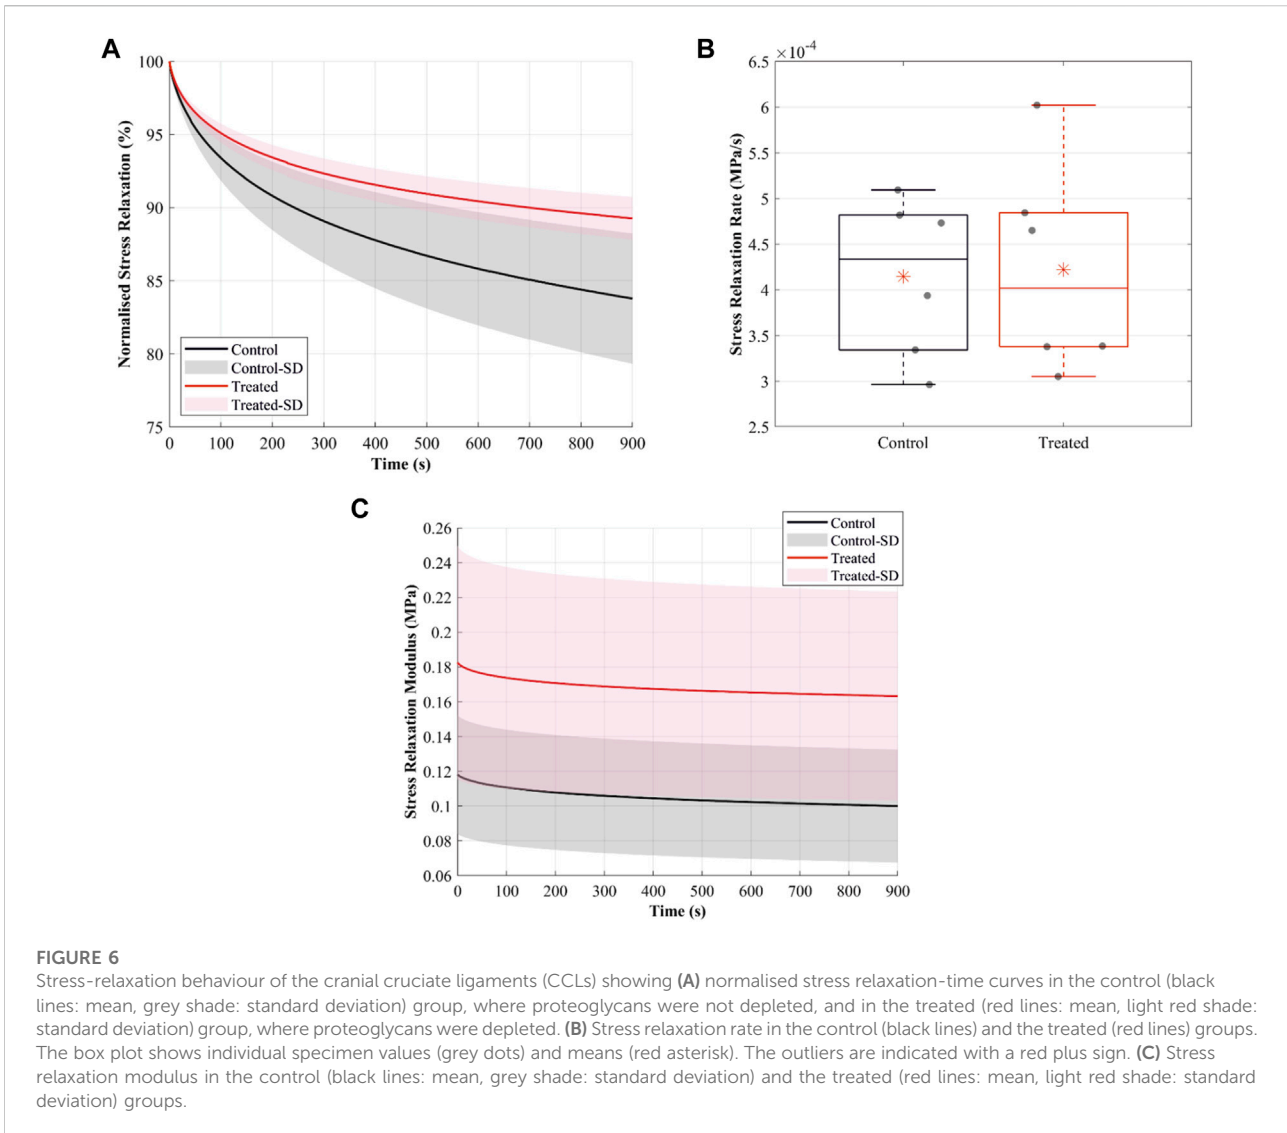 A
100
95
90
85
80
75
Normalised Stress Relaxation (%)
Control
Control-SD
Treated
Treated-SD
0 100 200 300 400 500 600 700 800 900
Time (s)
B
×10⁻⁴
6.5
6
5.5
5
4.5
4
3.5
3
2.5
Stress Relaxation Rate (MPa/s)
Control Treated
C
0.26
0.24
0.22
0.2
0.18
0.16
0.14
0.12
0.1
0.08
0.06
Stress Relaxation Modulus (MPa)
Control
Control-SD
Treated
Treated-SD
0 100 200 300 400 500 600 700 800 900
Time (s)
FIGURE 6
Stress-relaxation behaviour of the cranial cruciate ligaments (CCLs) showing (A) normalised stress relaxation-time curves in the control (black
lines: mean, grey shade: standard deviation) group, where proteoglycans were not depleted, and in the treated (red lines: mean, light red shade:
standard deviation) group, where proteoglycans were depleted. (B) Stress relaxation rate in the control (black lines) and the treated (red lines) groups.
The box plot shows individual specimen values (grey dots) and means (red asterisk). The outliers are indicated with a red plus sign. (C) Stress
relaxation modulus in the control (black lines: mean, grey shade: standard deviation) and the treated (red lines: mean, light red shade: standard
deviation) groups.